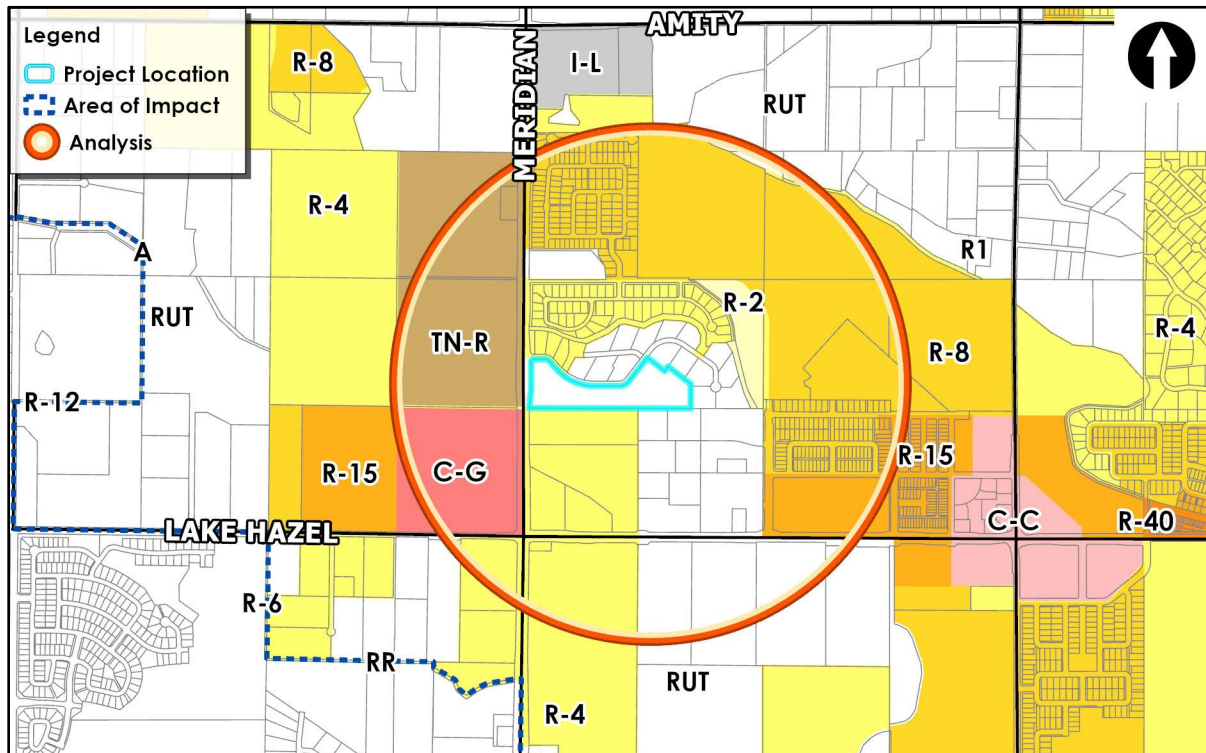 Legend
Project Location
Area of Impact
Analysis
AMITY
MERIDIAN
R-8
I-L
RUT
R-4
A
R1
RUT
R-2
TN-R
R-4
R-8
R-12
R-15
C-G
R-15
C-C
R-40
LAKE HAZEL
R-6
RR
RUT
R-4